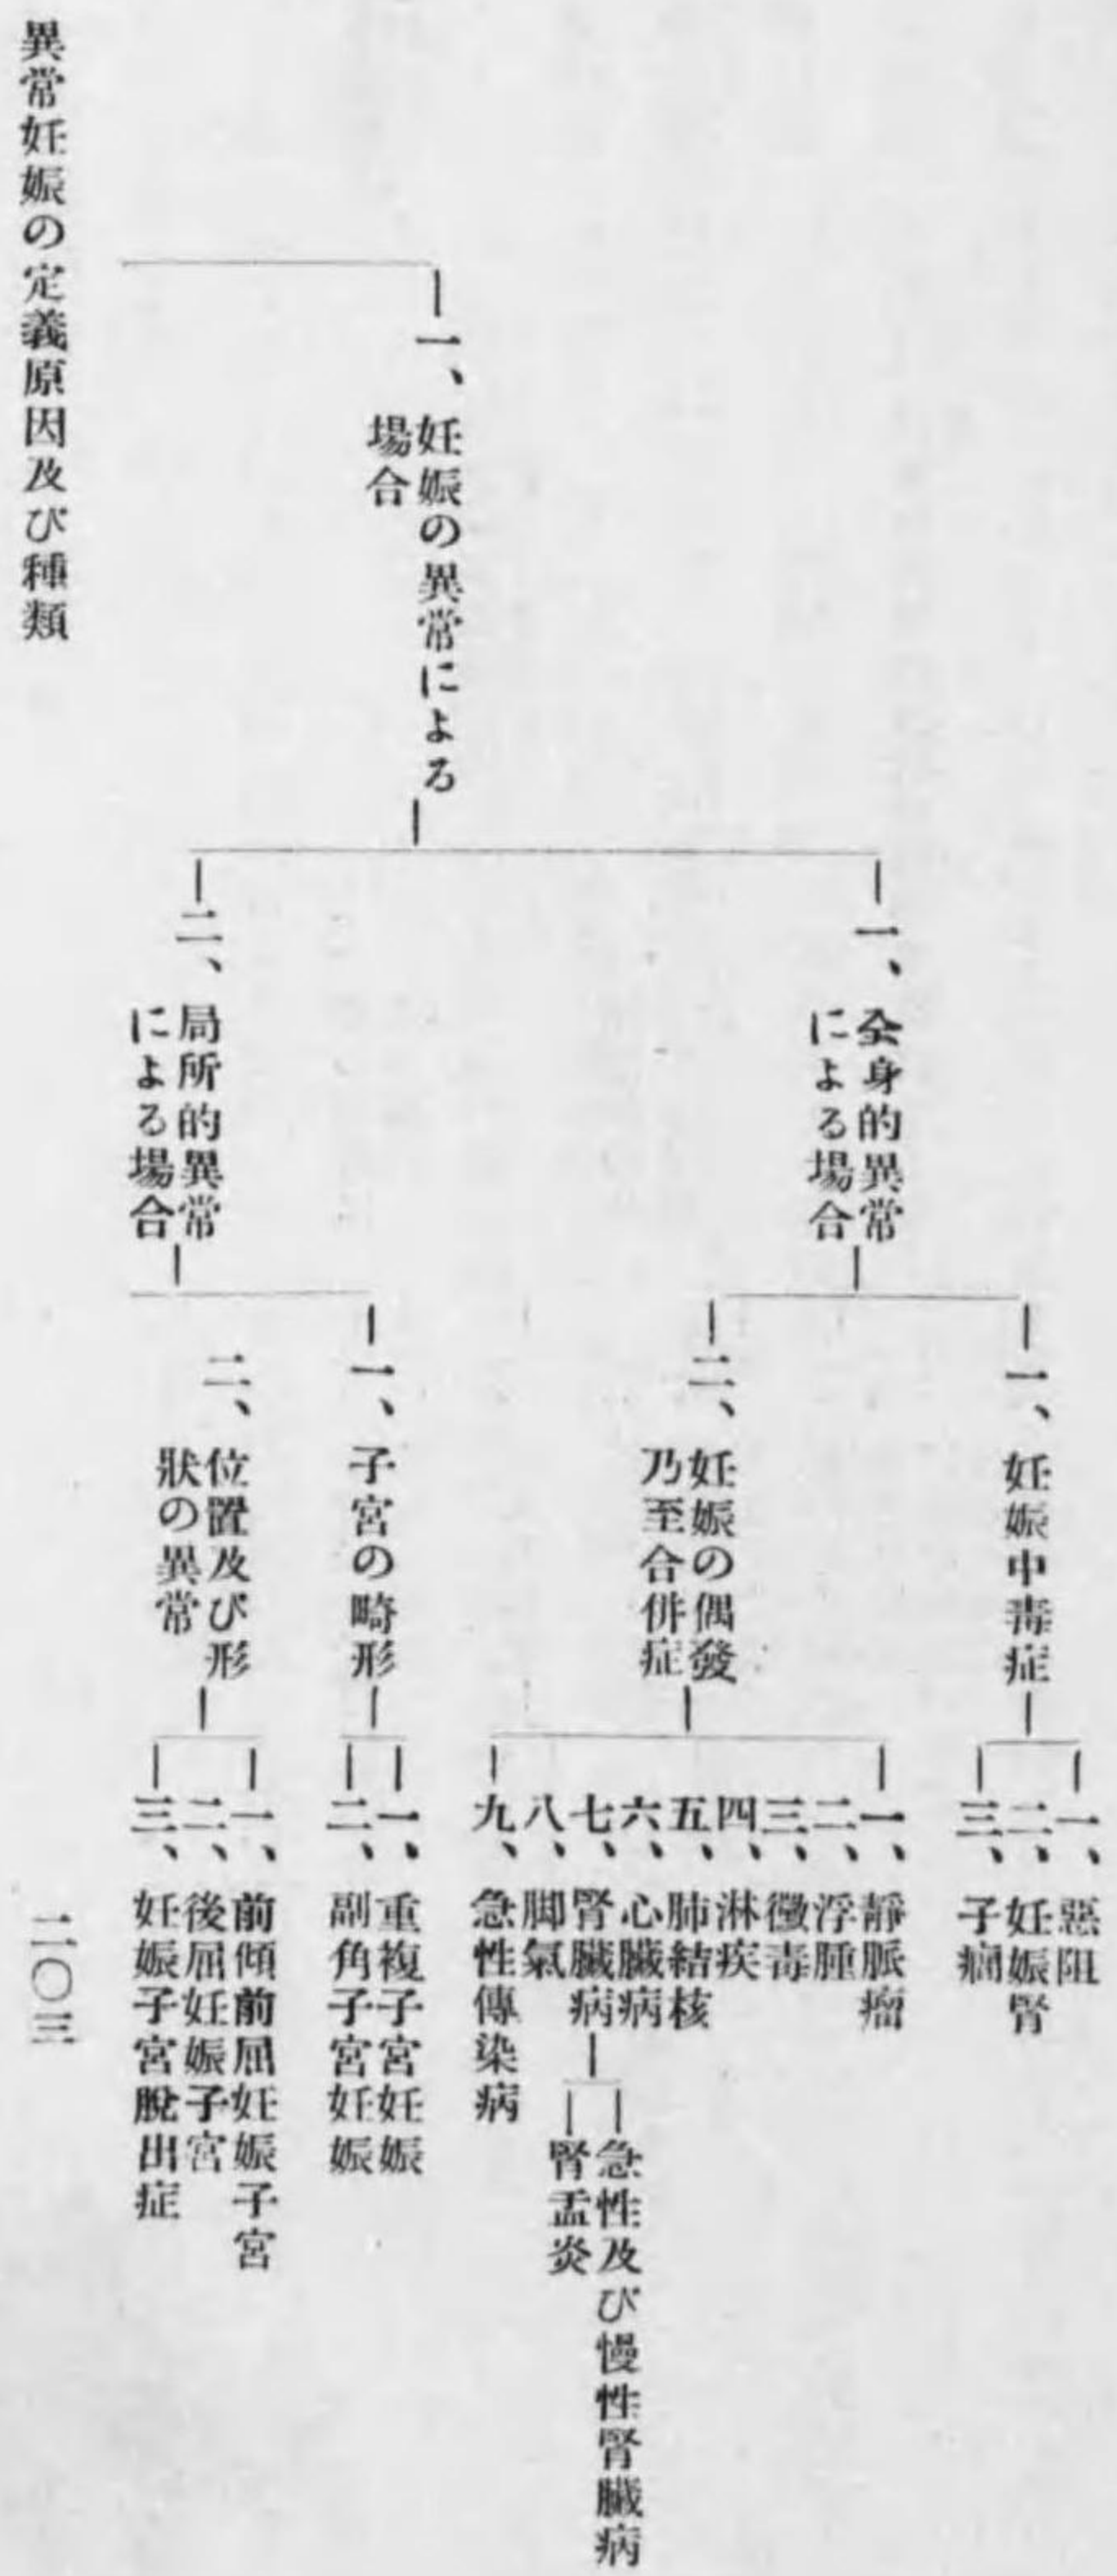 一、妊娠の異常による
場合
一、全身的異常
による場合
一、妊娠中毒症
一、惡阻
二、妊娠腎
三、子癇
二、妊娠の偶發
乃至合併症
一、靜脈瘤
二、浮腫
三、黴毒
四、淋疾
五、肺結核
六、心臟病
七、腎臟病
急性及び慢性腎臟病
腎盂炎
八、脚氣
九、急性傳染病
二、局所的異常
による場合
一、子宮の畸形
一、重複子宮妊娠
二、副角子宮妊娠
二、位置及び形
狀の異常
一、前傾前屈妊娠子宮
二、後屈妊娠子宮
三、妊娠子宮脫出症
異常妊娠の定義原因及び種類
二〇三